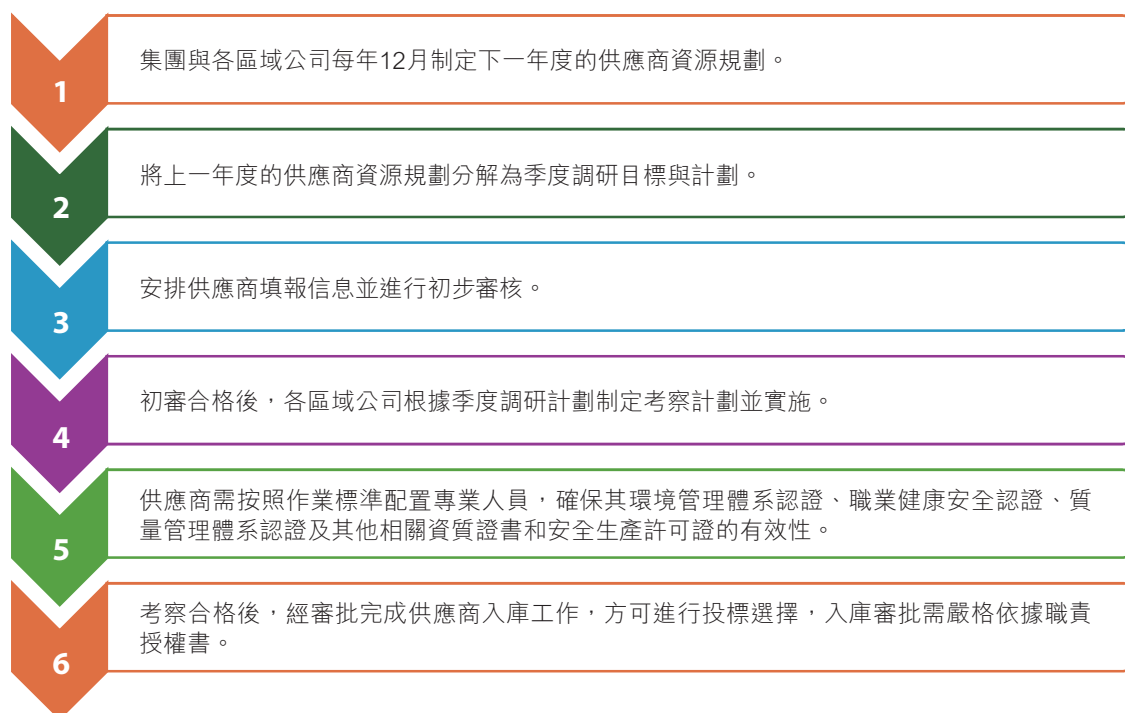 1
集團與各區域公司每年12月制定下一年度的供應商資源規劃。
2
將上一年度的供應商資源規劃分解為季度調研目標與計劃。
3
安排供應商填報信息並進行初步審核。
4
初審合格後，各區域公司根據季度調研計劃制定考察計劃並實施。
5
供應商需按照作業標準配置專業人員，確保其環境管理體系認證、職業健康安全認證、質
量管理體系認證及其他相關資質證書和安全生產許可證的有效性。
6
考察合格後，經審批完成供應商入庫工作，方可進行投標選擇，入庫審批需嚴格依據職責
授權書。